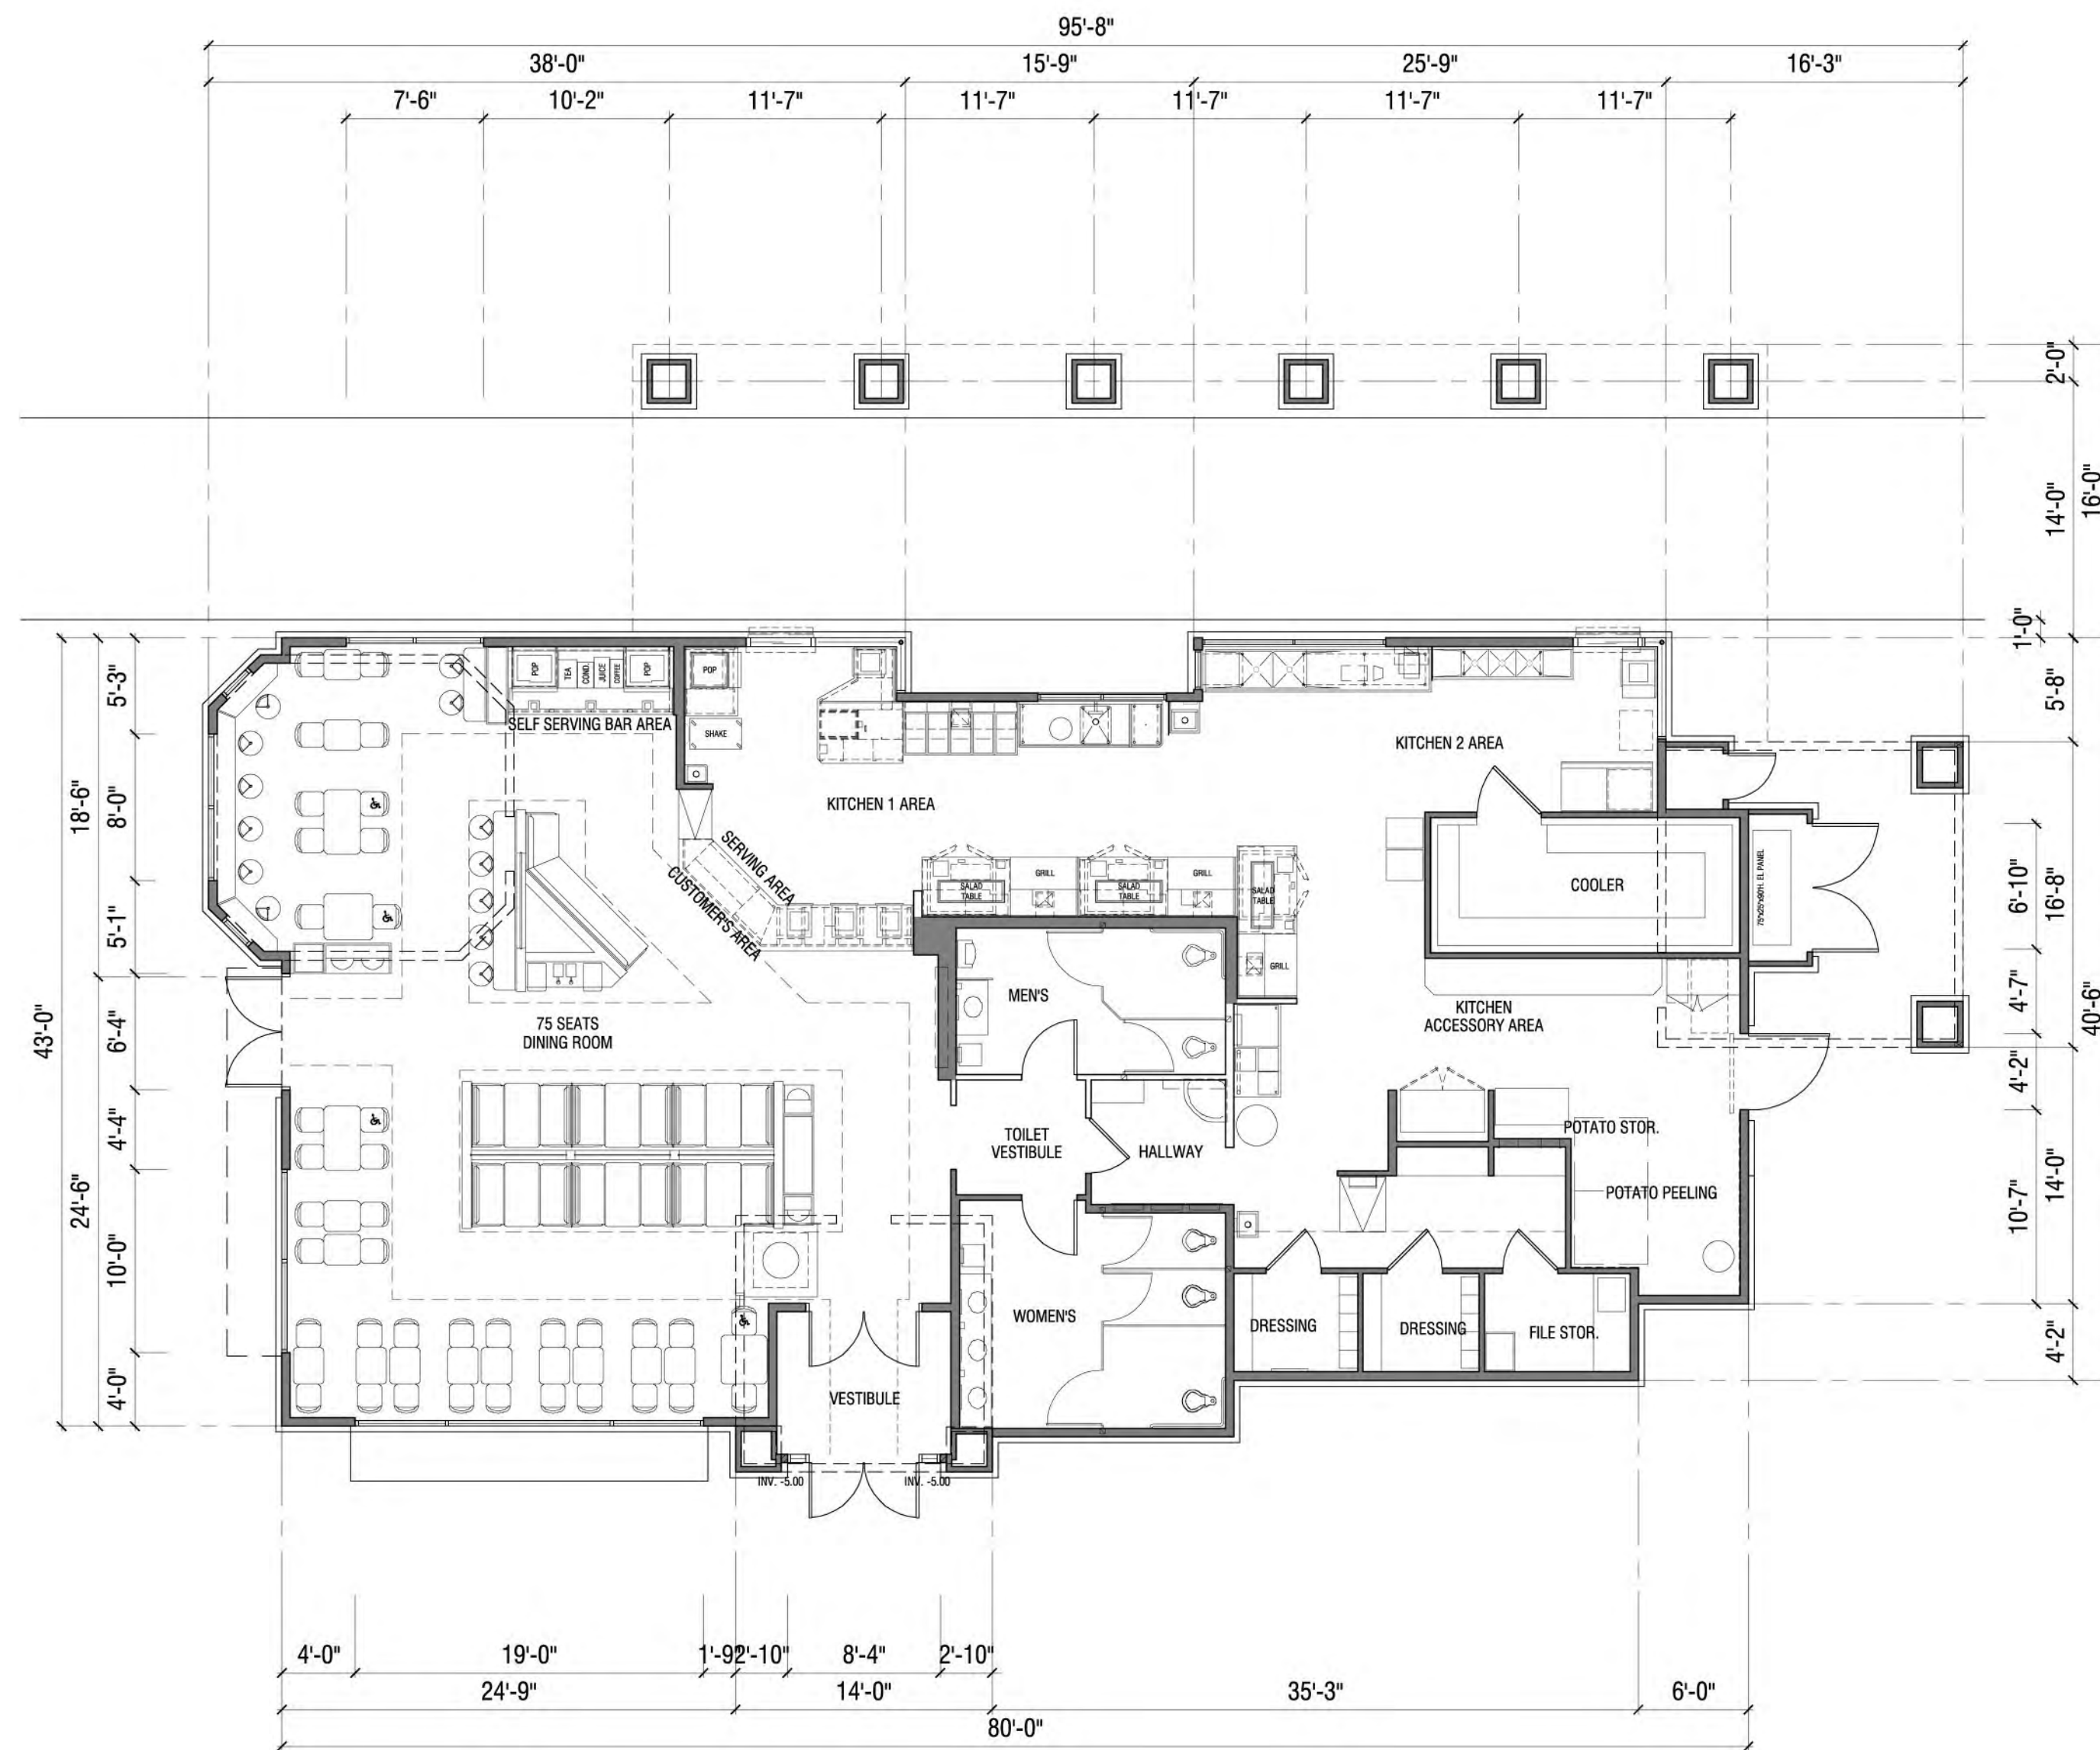 95'-8"
38'-0" 15'-9" 25'-9" 16'-3"
7'-6" 10'-2" 11'-7" 11'-7" 11'-7" 11'-7" 11'-7"
2'-0"
14'-0"
16'-0"
1'-0"
5'-8"
6'-10"
16'-8"
4'-7"
40'-6"
4'-2"
14'-0"
10'-7"
4'-2"
5'-3"
18'-6"
8'-0"
5'-1"
43'-0"
6'-4"
4'-4"
24'-6"
10'-0"
4'-0"
POP
TEA
COND.
JUICE
COFFEE
POP
POP
SELF SERVING BAR AREA
SHAKE
KITCHEN 2 AREA
KITCHEN 1 AREA
SERVING AREA
CUSTOMER'S AREA
SALAD
TABLE
GRILL
SALAD
TABLE
GRILL
SALAD
TABLE
GRILL
COOLER
75"x25"x90"H. EL PANEL
MEN'S
KITCHEN
ACCESSORY AREA
75 SEATS
DINING ROOM
TOILET
VESTIBULE
HALLWAY
POTATO STOR.
POTATO PEELING
WOMEN'S
DRESSING
DRESSING
FILE STOR.
VESTIBULE
INV. -5.00
INV. -5.00
4'-0" 19'-0" 1'-9 2'-10" 8'-4" 2'-10"
24'-9" 14'-0" 35'-3" 6'-0"
80'-0"